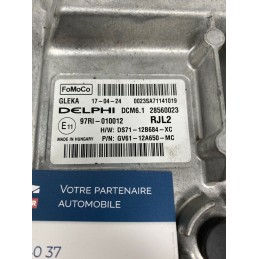 FoMoCo
GLEKA 17-04-24 0023SA71141019
DELPHI DCM6.1 28560023
97RI-010012 RJL2
E11 H/W: DS71-12B684-XC
MADE IN HUNGARY P/N: GV61-12A650-MC
VOTRE PARTENAIRE
AUTOMOBILE
0 37